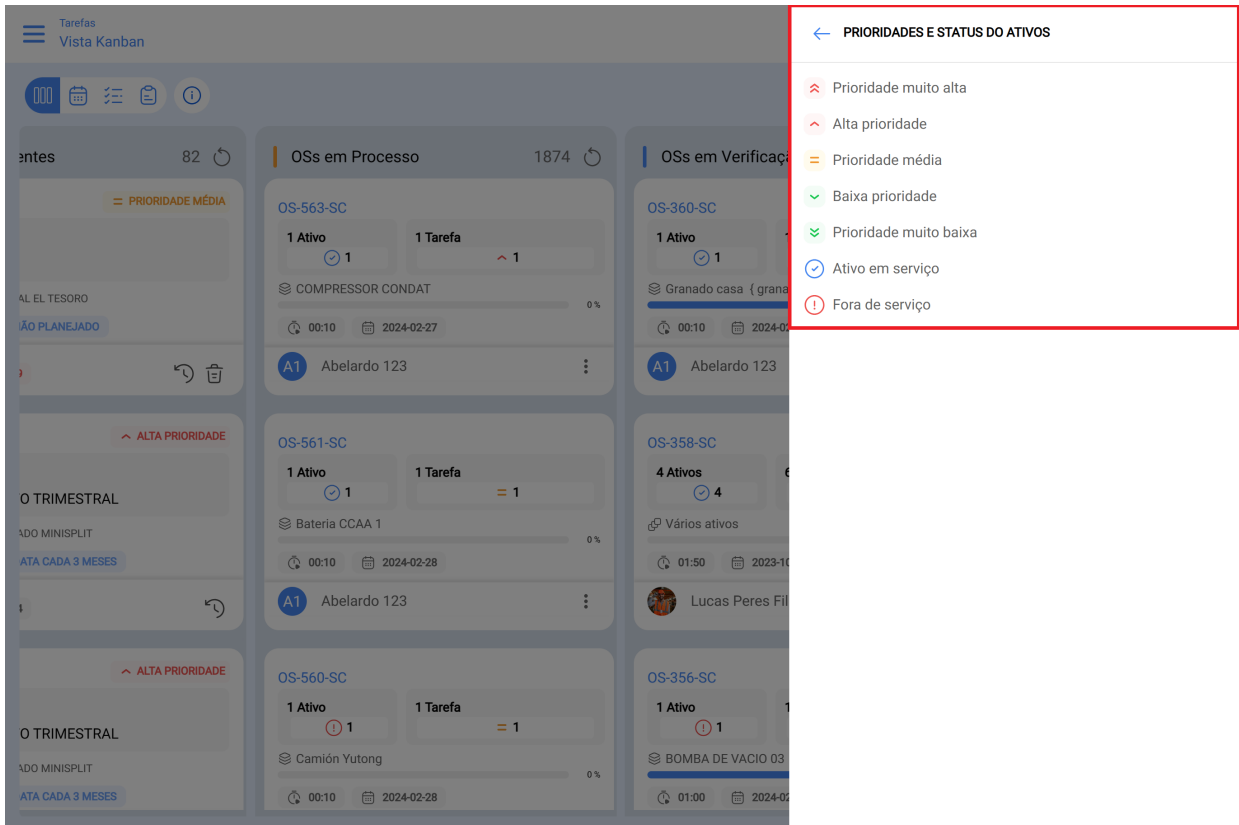 Tarefas
Vista Kanban
entes 82
PRIORIDADE MÉDIA
AL EL TESORO
ÃO PLANEJADO
9
ALTA PRIORIDADE
O TRIMESTRAL
ADO MINISPLIT
ATA CADA 3 MESES
4
ALTA PRIORIDADE
O TRIMESTRAL
ADO MINISPLIT
ATA CADA 3 MESES
OSs em Processo 1874
OS-563-SC
1 Ativo 1 Tarefa
1 1
COMPRESSOR CONDAT
0 %
00:10 2024-02-27
A1 Abelardo 123
OS-561-SC
1 Ativo 1 Tarefa
1 1
Bateria CCAA 1
0 %
00:10 2024-02-28
A1 Abelardo 123
OS-560-SC
1 Ativo 1 Tarefa
1 1
Camión Yutong
0 %
00:10 2024-02-28
OSs em Verificaç
OS-360-SC
1 Ativo
1
Granado casa { grana
00:10 2024-02
A1 Abelardo 123
OS-358-SC
4 Ativos 6
4
Vários ativos
01:50 2023-10
Lucas Peres Fil
OS-356-SC
1 Ativo 1
1
BOMBA DE VACIO 03
01:00 2024-02
PRIORIDADES E STATUS DO ATIVOS
Prioridade muito alta
Alta prioridade
Prioridade média
Baixa prioridade
Prioridade muito baixa
Ativo em serviço
Fora de serviço